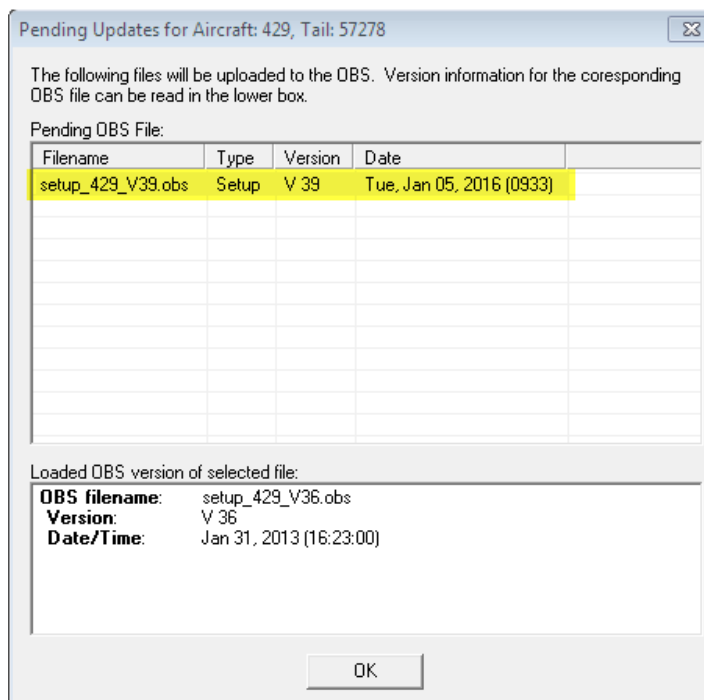 Pending Updates for Aircraft: 429, Tail: 57278
The following files will be uploaded to the OBS. Version information for the coresponding
OBS file can be read in the lower box.
Pending OBS File:
Filename Type Version Date
setup_429_V39.obs Setup V 39 Tue, Jan 05, 2016 (0933)
Loaded OBS version of selected file:
OBS filename: setup_429_V36.obs
Version: V 36
Date/Time: Jan 31, 2013 (16:23:00)
OK